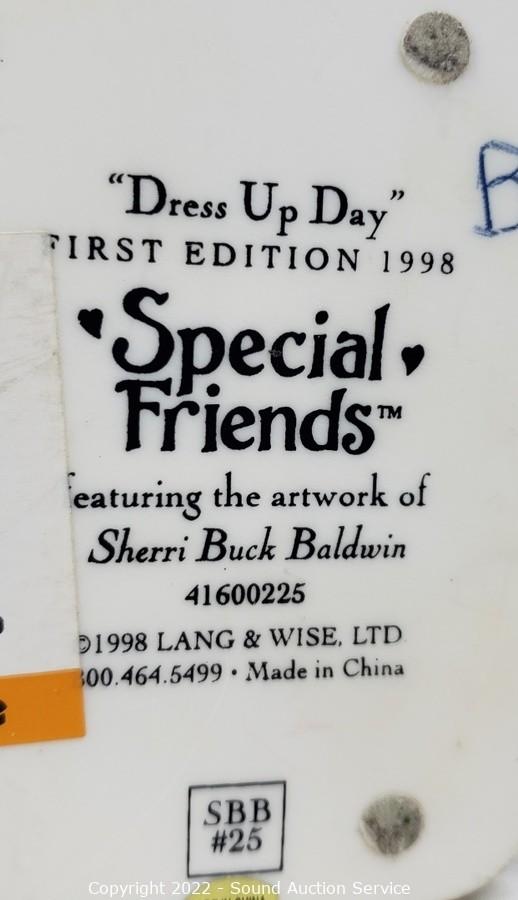 “Dress Up Day”
FIRST EDITION 1998
Special
Friends™
featuring the artwork of
Sherri Buck Baldwin
41600225
©1998 LANG & WISE, LTD
800.464.5499 • Made in China
SBB
#25
Copyright 2022 - Sound Auction Service